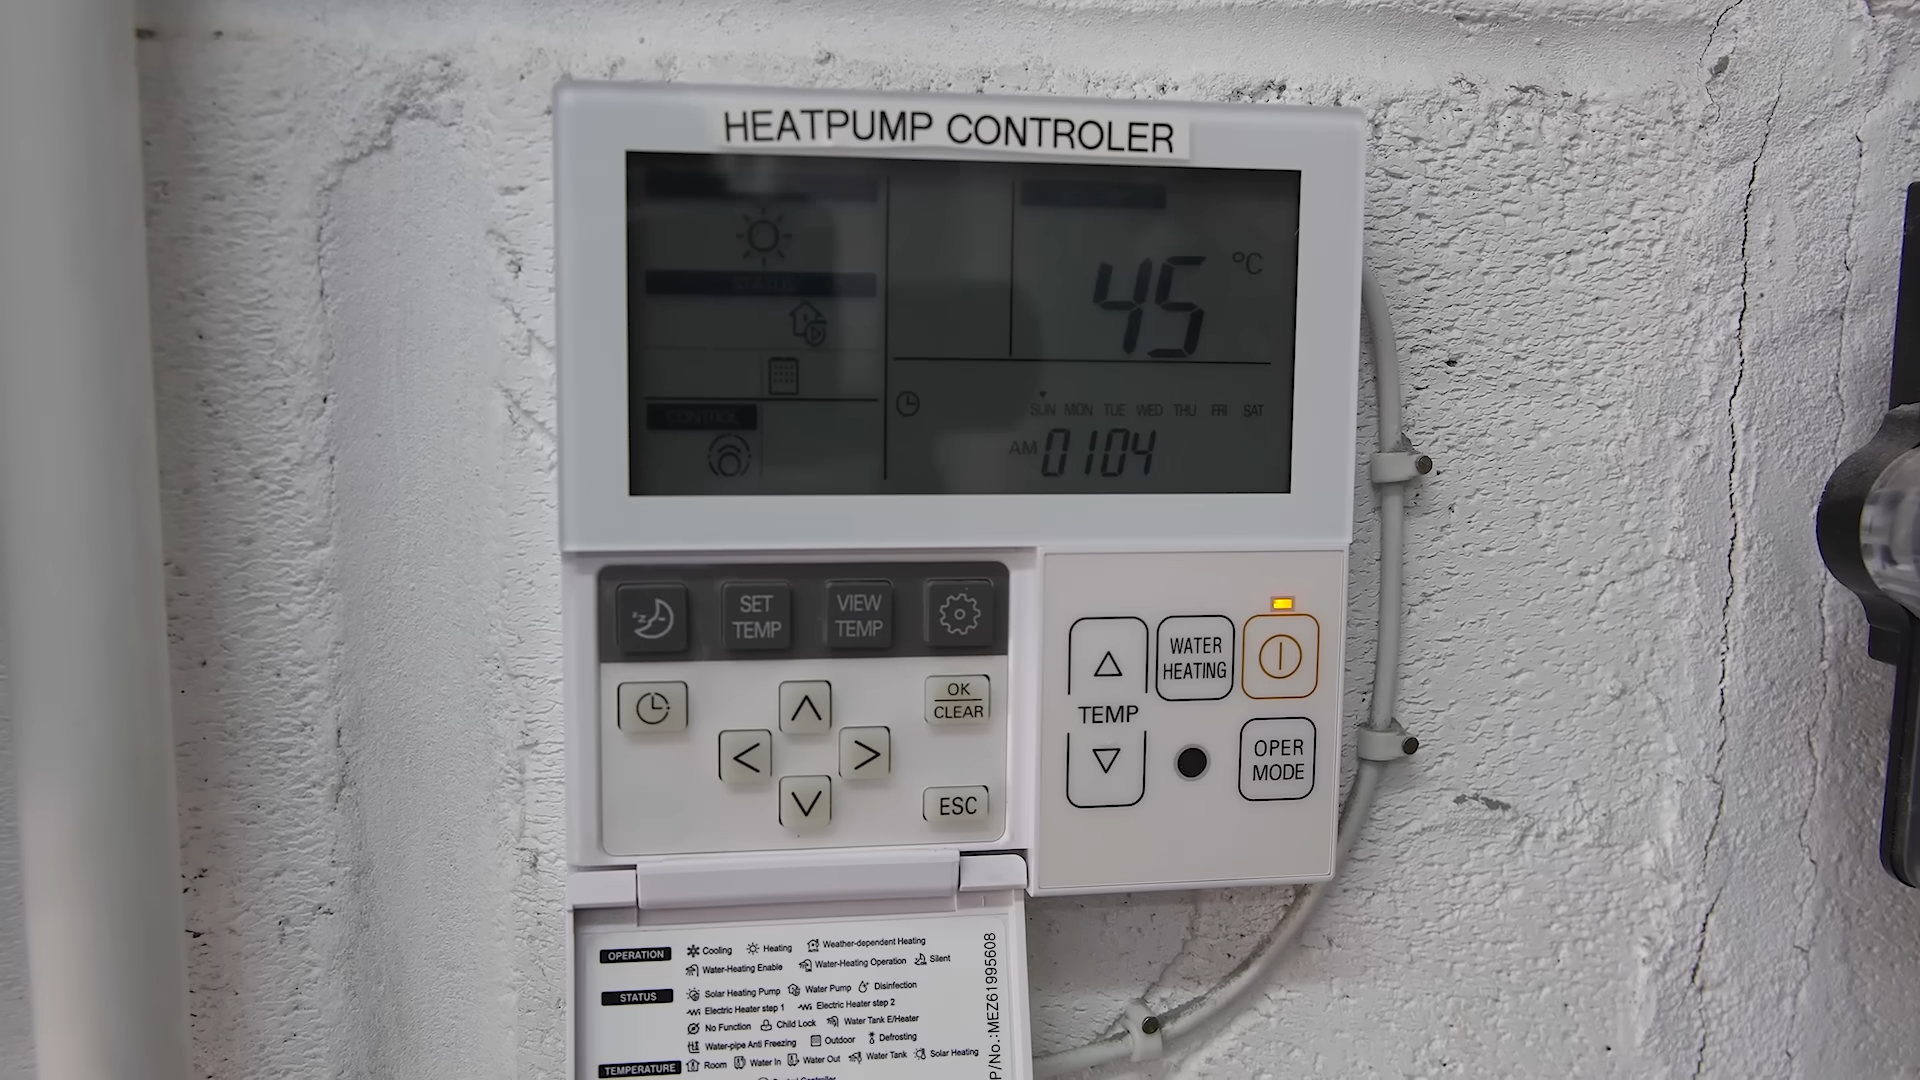 HEATPUMP CONTROLER
STATUS
45 °C
SUN MON TUE WED THU FRI SAT
AM 0104
CONTROL
SET TEMP
VIEW TEMP
OK
CLEAR
ESC
TEMP
WATER HEATING
OPER MODE
OPERATION Cooling Heating Weather-dependent Heating
Water-Heating Enable Water-Heating Operation Silent
STATUS Solar Heating Pump Water Pump Disinfection
Electric Heater step 1 Electric Heater step 2
No Function Child Lock Water Tank E/Heater
Water-pipe Anti Freezing Outdoor Defrosting
TEMPERATURE Room Water In Water Out Water Tank Solar Heating
P/No.:MEZ61995608